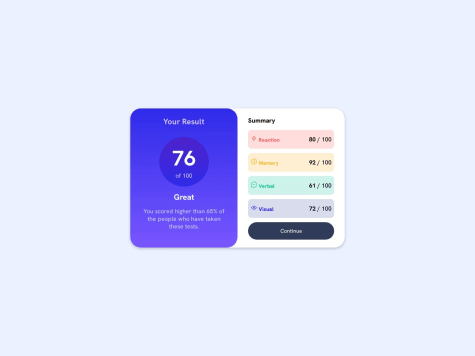 Your Result
76
of 100
Great
You scored higher than 65% of
the people who have taken
these tests.
Summary
Reaction 80 / 100
Memory 92 / 100
Verbal 61 / 100
Visual 72 / 100
Continue